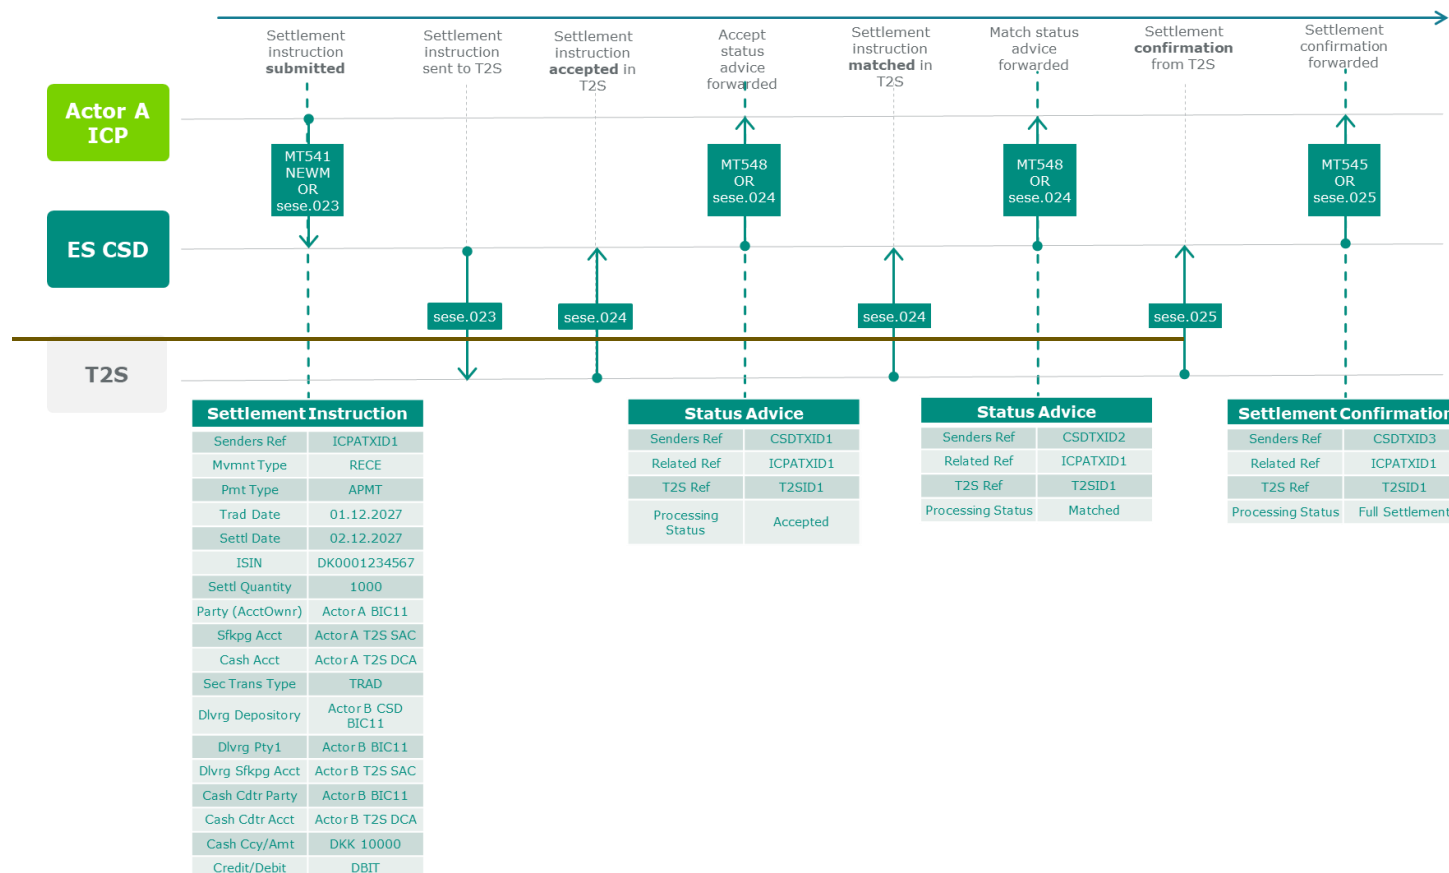 Settlement
instruction
submitted
Settlement
instruction
sent to T2S
Settlement
instruction
accepted in
T2S
Accept
status
advice
forwarded
Settlement
instruction
matched in
T2S
Match status
advice
forwarded
Settlement
confirmation
from T2S
Settlement
confirmation
forwarded
Actor A
ICP
MT541
NEWM
OR
sese.023
MT548
OR
sese.024
MT548
OR
sese.024
MT545
OR
sese.025
ES CSD
sese.023
sese.024
sese.024
sese.025
T2S
Settlement Instruction
Senders Ref ICPATXID1
Mvmnt Type RECE
Pmt Type APMT
Trad Date 01.12.2027
Settl Date 02.12.2027
ISIN DK0001234567
Settl Quantity 1000
Party (AcctOwnr) Actor A BIC11
Sfkpg Acct Actor A T2S SAC
Cash Acct Actor A T2S DCA
Sec Trans Type TRAD
Dlvrg Depository Actor B CSD
BIC11
Dlvrg Pty1 Actor B BIC11
Dlvrg Sfkpg Acct Actor B T2S SAC
Cash Cdtr Party Actor B BIC11
Cash Cdtr Acct Actor B T2S DCA
Cash Ccy/Amt DKK 10000
Credit/Debit DBIT
Status Advice
Senders Ref CSDTXID1
Related Ref ICPATXID1
T2S Ref T2SID1
Processing
Status Accepted
Status Advice
Senders Ref CSDTXID2
Related Ref ICPATXID1
T2S Ref T2SID1
Processing Status Matched
Settlement Confirmation
Senders Ref CSDTXID3
Related Ref ICPATXID1
T2S Ref T2SID1
Processing Status Full Settlement